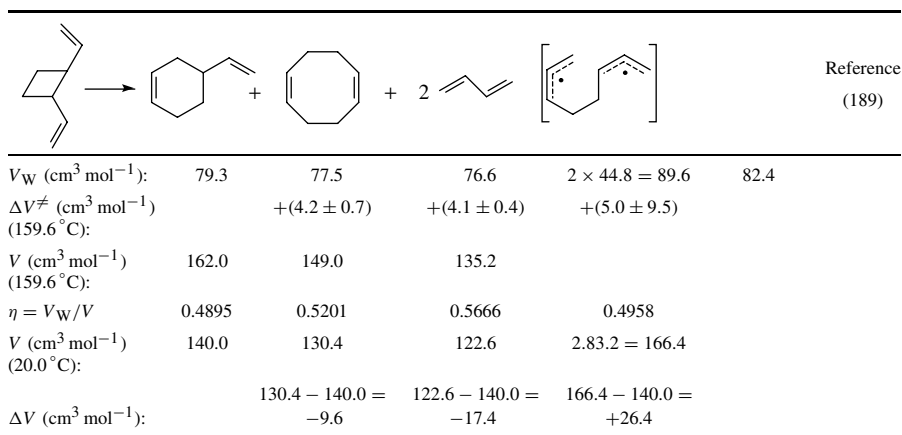 + + 2
Reference
(189)
V_W (cm³ mol⁻¹): 79.3 77.5 76.6 2 × 44.8 = 89.6 82.4
ΔV≠ (cm³ mol⁻¹) +(4.2 ± 0.7) +(4.1 ± 0.4) +(5.0 ± 9.5)
(159.6 °C):
V (cm³ mol⁻¹) 162.0 149.0 135.2
(159.6 °C):
η = V_W/V 0.4895 0.5201 0.5666 0.4958
V (cm³ mol⁻¹) 140.0 130.4 122.6 2.83.2 = 166.4
(20.0 °C):
130.4 − 140.0 = 122.6 − 140.0 = 166.4 − 140.0 =
ΔV (cm³ mol⁻¹): −9.6 −17.4 +26.4